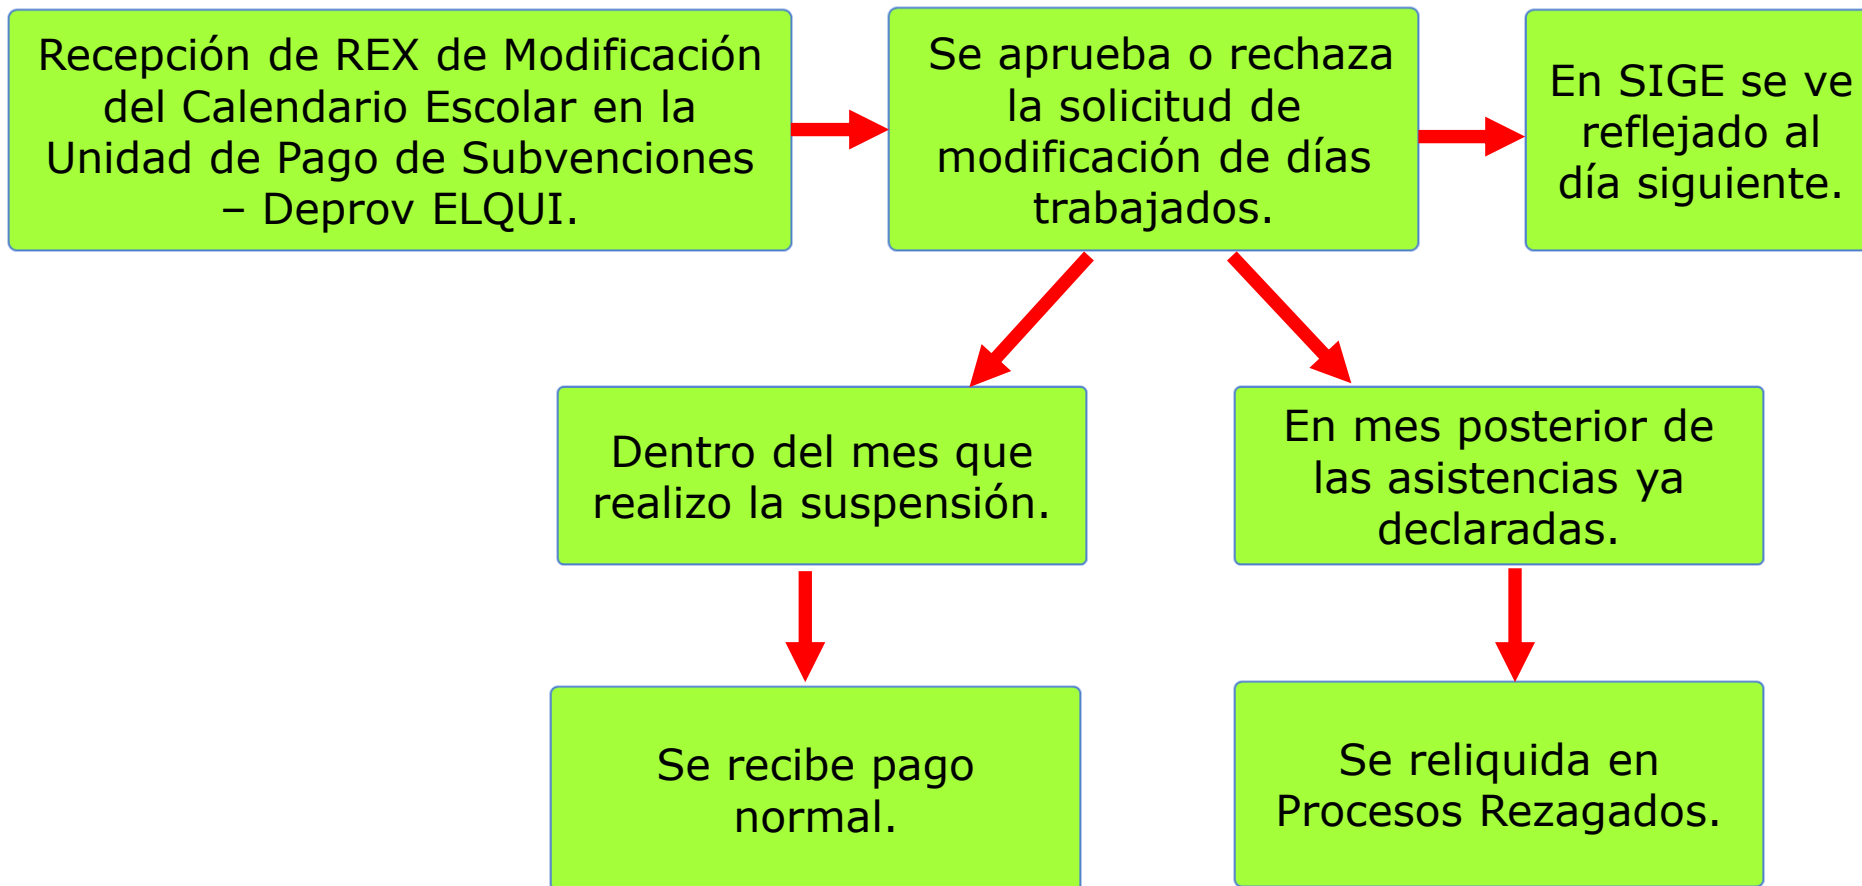 Recepción de REX de Modificación
del Calendario Escolar en la
Unidad de Pago de Subvenciones
– Deprov ELQUI.
Se aprueba o rechaza
la solicitud de
modificación de días
trabajados.
En SIGE se ve
reflejado al
día siguiente.
Dentro del mes que
realizo la suspensión.
En mes posterior de
las asistencias ya
declaradas.
Se recibe pago
normal.
Se reliquida en
Procesos Rezagados.